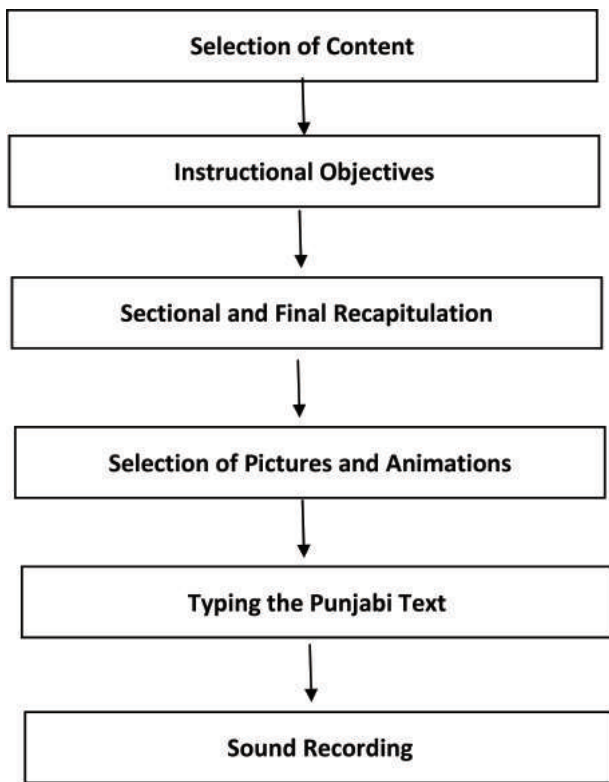 Selection of Content
Instructional Objectives
Sectional and Final Recapitulation
Selection of Pictures and Animations
Typing the Punjabi Text
Sound Recording